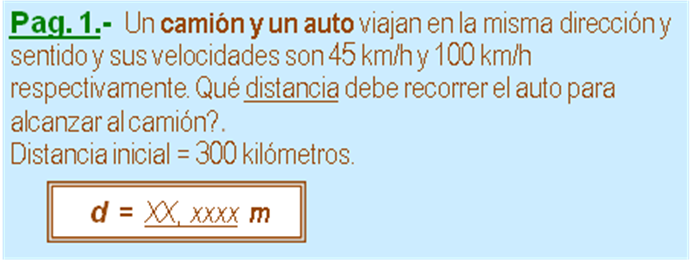 Pag. 1.- Un camión y un auto viajan en la misma dirección y
sentido y sus velocidades son 45 km/h y 100 km/h
respectivamente. Qué distancia debe recorrer el auto para
alcanzar al camión?.
Distancia inicial = 300 kilómetros.
d = XX, xxxx m